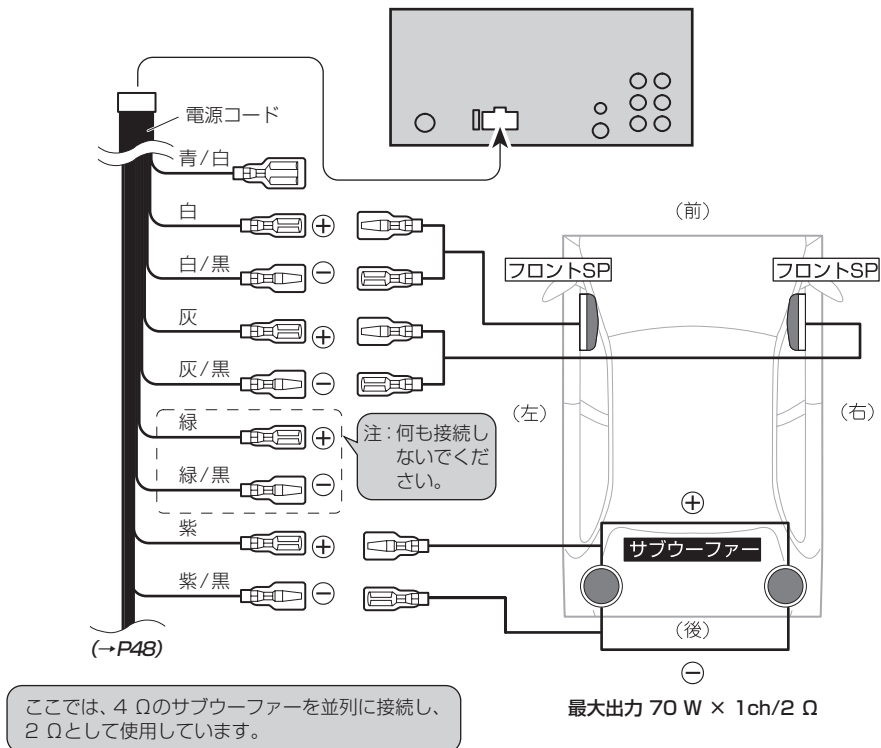 電源コード
青/白
白
⊕
白/黒
⊖
灰
⊕
灰/黒
⊖
緑
⊕
緑/黒
⊖
紫
⊕
紫/黒
⊖
(→P48)
注:何も接続し
ないでくだ
さい。
(前)
フロントSP
フロントSP
(左)
(右)
⊕
サブウーファー
(後)
⊖
最大出力 70 W × 1ch/2 Ω
ここでは、4 Ωのサブウーファーを並列に接続し、
2 Ωとして使用しています。